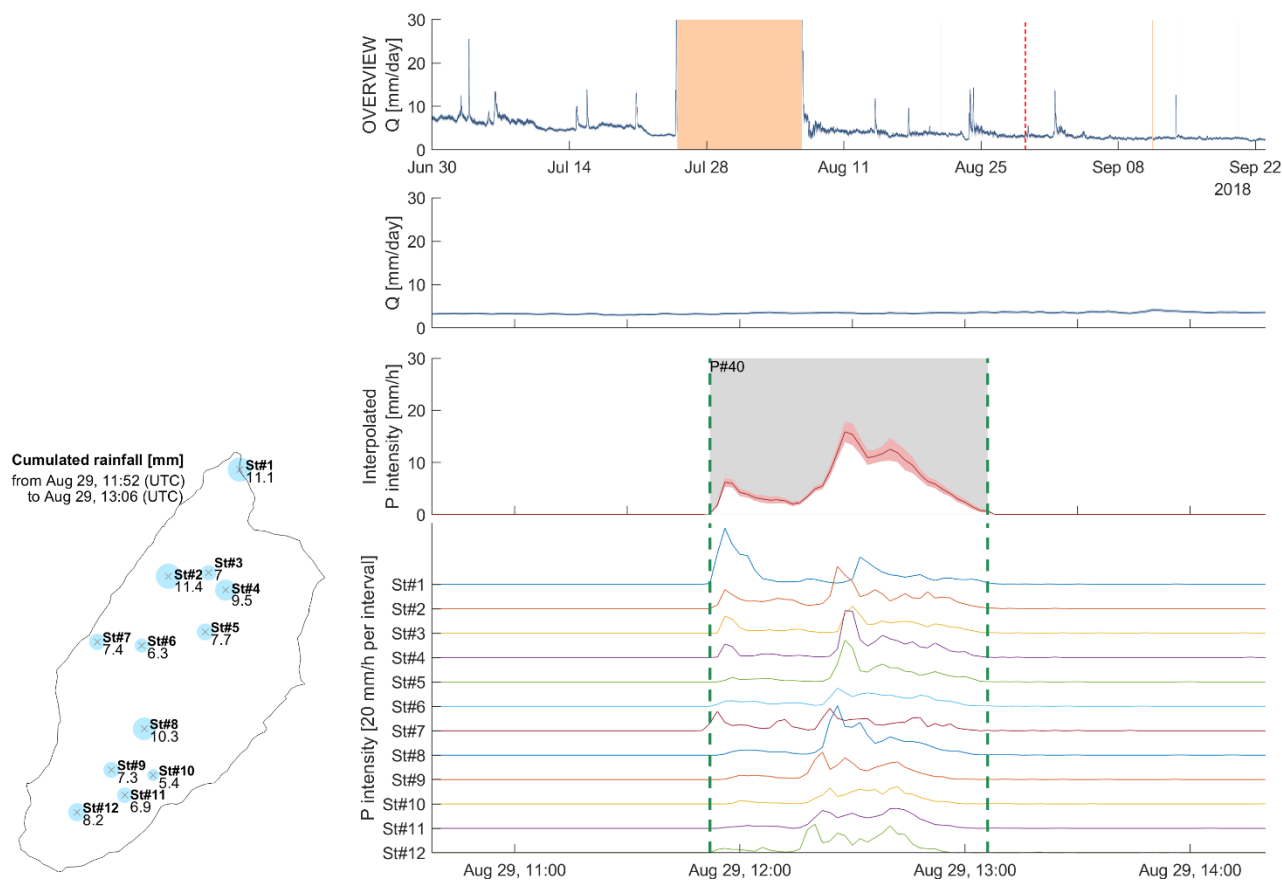 OVERVIEW
Q [mm/day]
30
20
10
0
Jun 30
Jul 14
Jul 28
Aug 11
Aug 25
Sep 08
Sep 22
2018
Q [mm/day]
30
20
10
0
Interpolated
P intensity [mm/h]
30
20
10
0
P#40
P intensity [20 mm/h per interval]
St#1
St#2
St#3
St#4
St#5
St#6
St#7
St#8
St#9
St#10
St#11
St#12
Aug 29, 11:00
Aug 29, 12:00
Aug 29, 13:00
Aug 29, 14:00
Cumulated rainfall [mm]
from Aug 29, 11:52 (UTC)
to Aug 29, 13:06 (UTC)
St#1
11.1
St#2
11.4
St#3
7
St#4
9.5
St#5
7.7
St#6
6.3
St#7
7.4
St#8
10.3
St#9
7.3
St#10
5.4
St#11
6.9
St#12
8.2